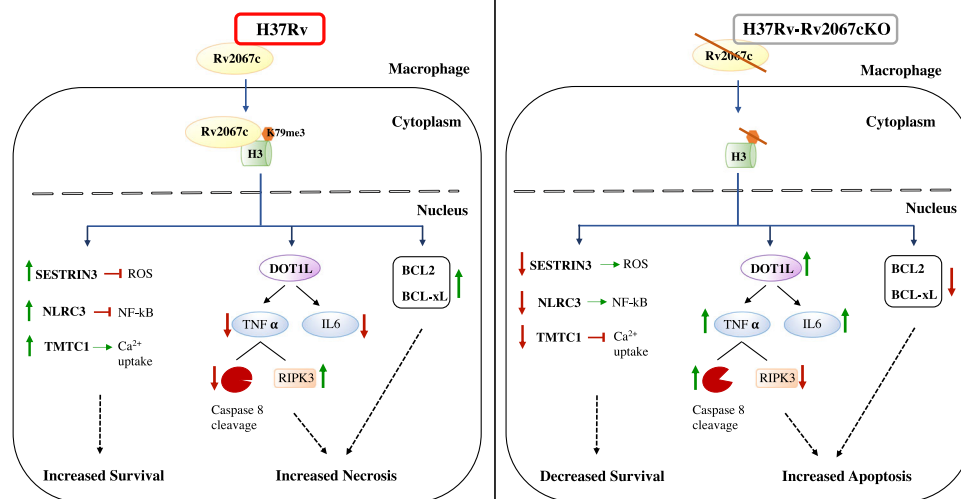 H37Rv
Rv2067c
Macrophage
Cytoplasm
Rv2067c
K79me3
H3
Nucleus
SESTRIN3 ROS
NLRC3 NF-kB
TMTC1 Ca²⁺
uptake
DOT1L
TNF α IL6
RIPK3
Caspase 8
cleavage
BCL2
BCL-xL
Increased Survival
Increased Necrosis
H37Rv-Rv2067cKO
Rv2067c
Macrophage
Cytoplasm
H3
Nucleus
SESTRIN3 ROS
NLRC3 NF-kB
TMTC1 Ca²⁺
uptake
DOT1L
TNF α IL6
RIPK3
Caspase 8
cleavage
BCL2
BCL-xL
Decreased Survival
Increased Apoptosis